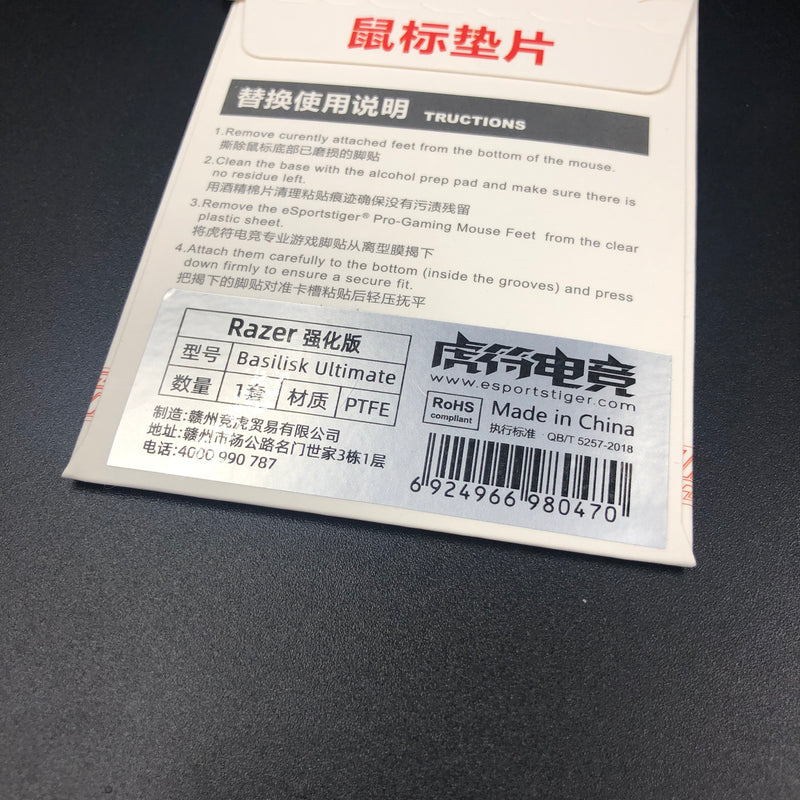 鼠标垫片
替换使用说明 TRUCTIONS
1.Remove curently attached feet from the bottom of the mouse.
撕除鼠标底部已磨损的脚贴
2.Clean the base with the alcohol prep pad and make sure there is
no residue left.
用酒精棉片清理粘贴痕迹确保没有污渍残留
3.Remove the eSportstiger® Pro-Gaming Mouse Feet from the clear
plastic sheet.
将虎符电竞专业游戏脚贴从离型膜揭下
4.Attach them carefully to the bottom (inside the grooves) and press
down firmly to ensure a secure fit.
把揭下的脚贴对准卡槽粘贴后轻压抚平
Razer 强化版
型号 Basilisk Ultimate
数量 1套 材质 PTFE
制造:赣州竞虎贸易有限公司
地址:赣州市杨公路名门世家3栋1层
电话:4000 990 787
虎符电竞
www.esportstiger.com
RoHS
compliant
Made in China
执行标准 QB/T 5257-2018
6 924966 980470